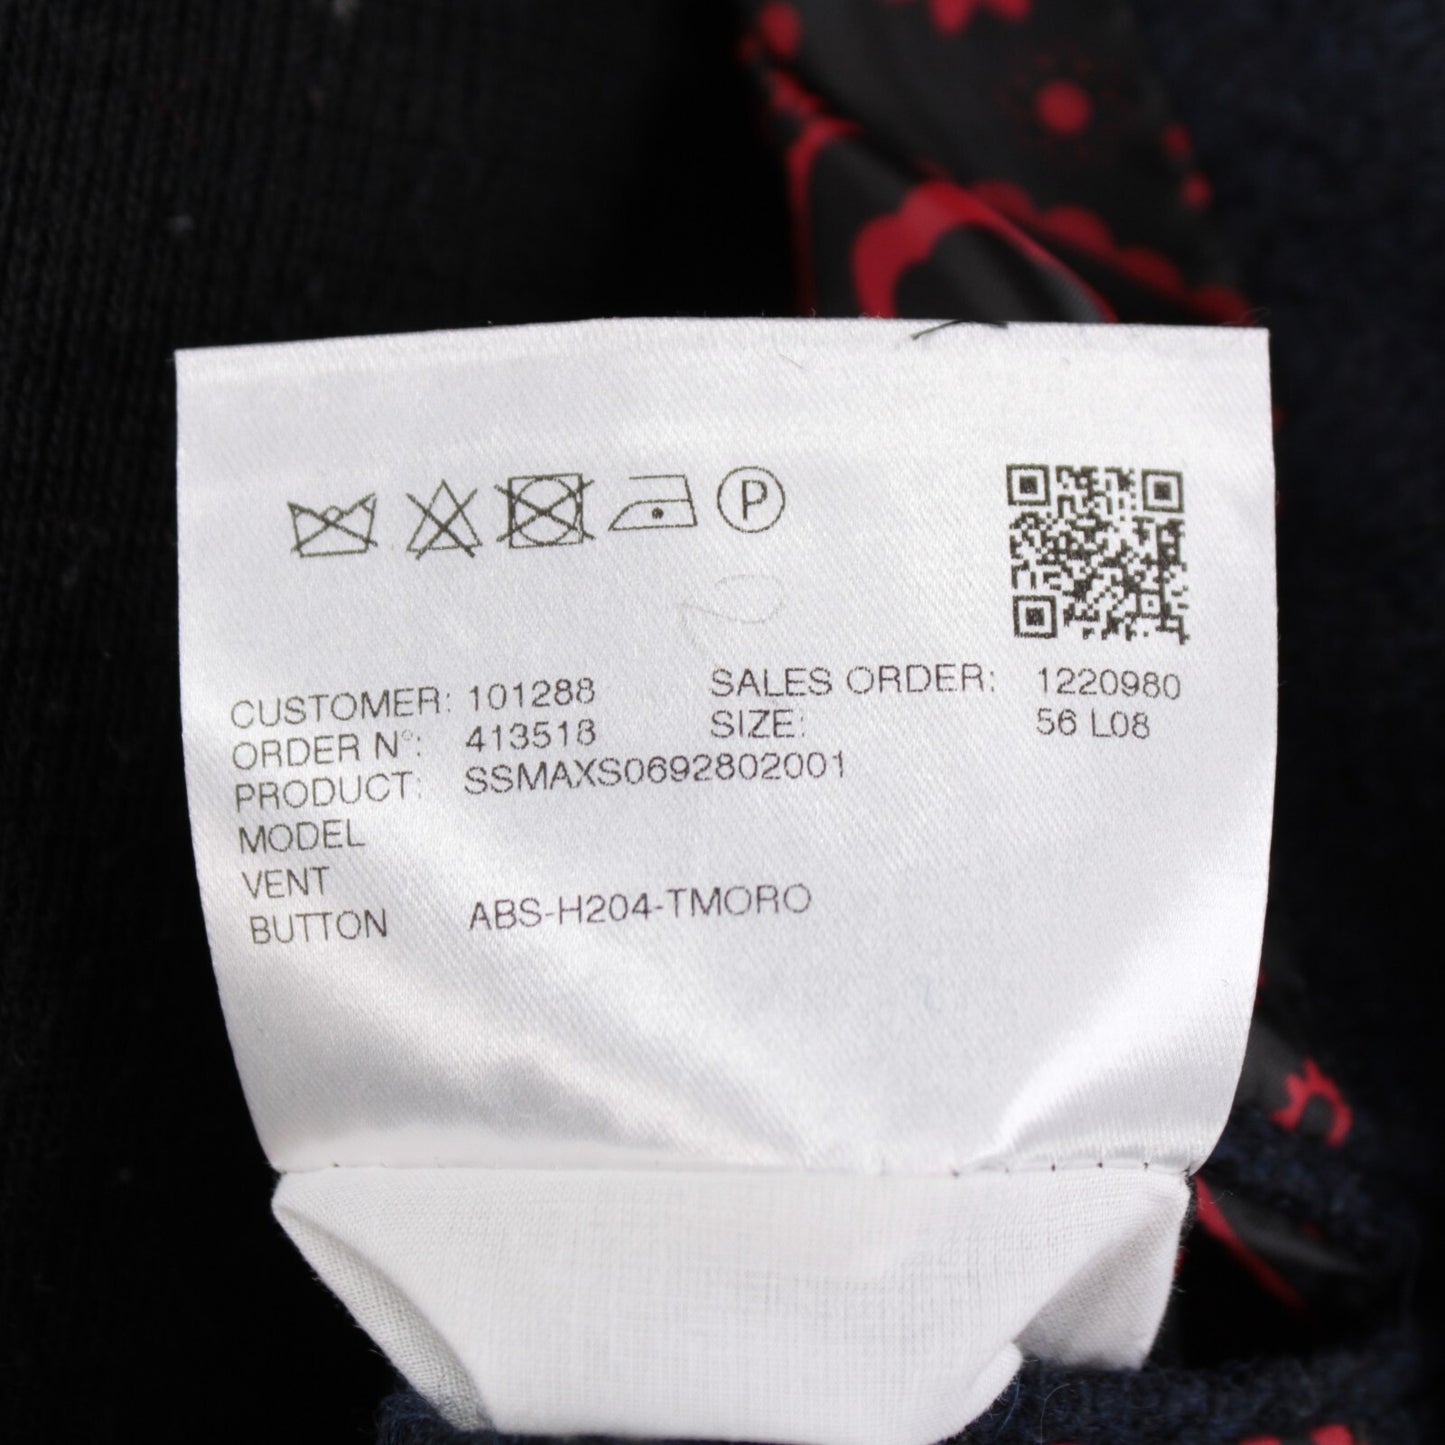 P
CUSTOMER: 101288 SALES ORDER: 1220980
ORDER N°: 413518 SIZE: 56 L08
PRODUCT: SSMAXS0692802001
MODEL
VENT
BUTTON ABS-H204-TMORO